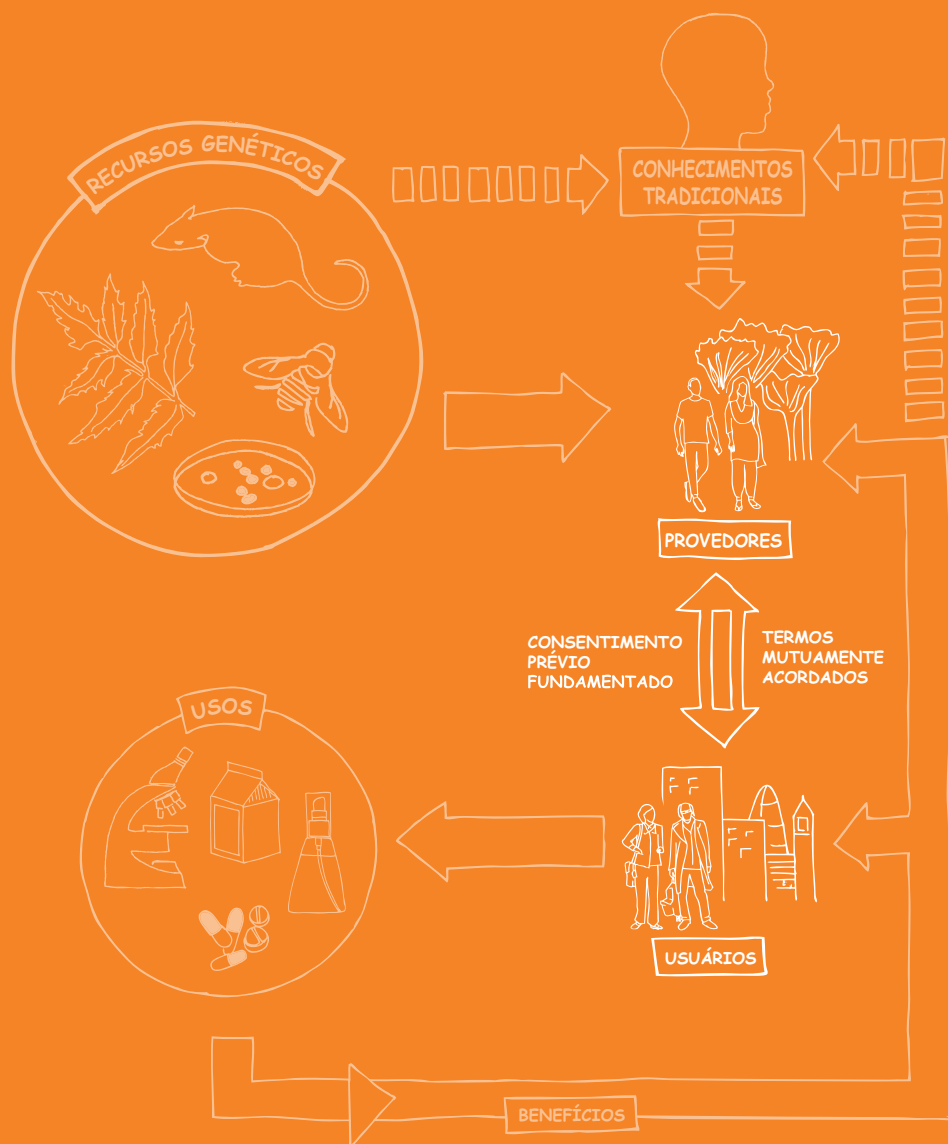 RECURSOS GENÉTICOS
CONHECIMENTOS
TRADICIONAIS
PROVEDORES
CONSENTIMENTO
PRÉVIO
FUNDAMENTADO
TERMOS
MUTUAMENTE
ACORDADOS
USOS
USUÁRIOS
BENEFÍCIOS